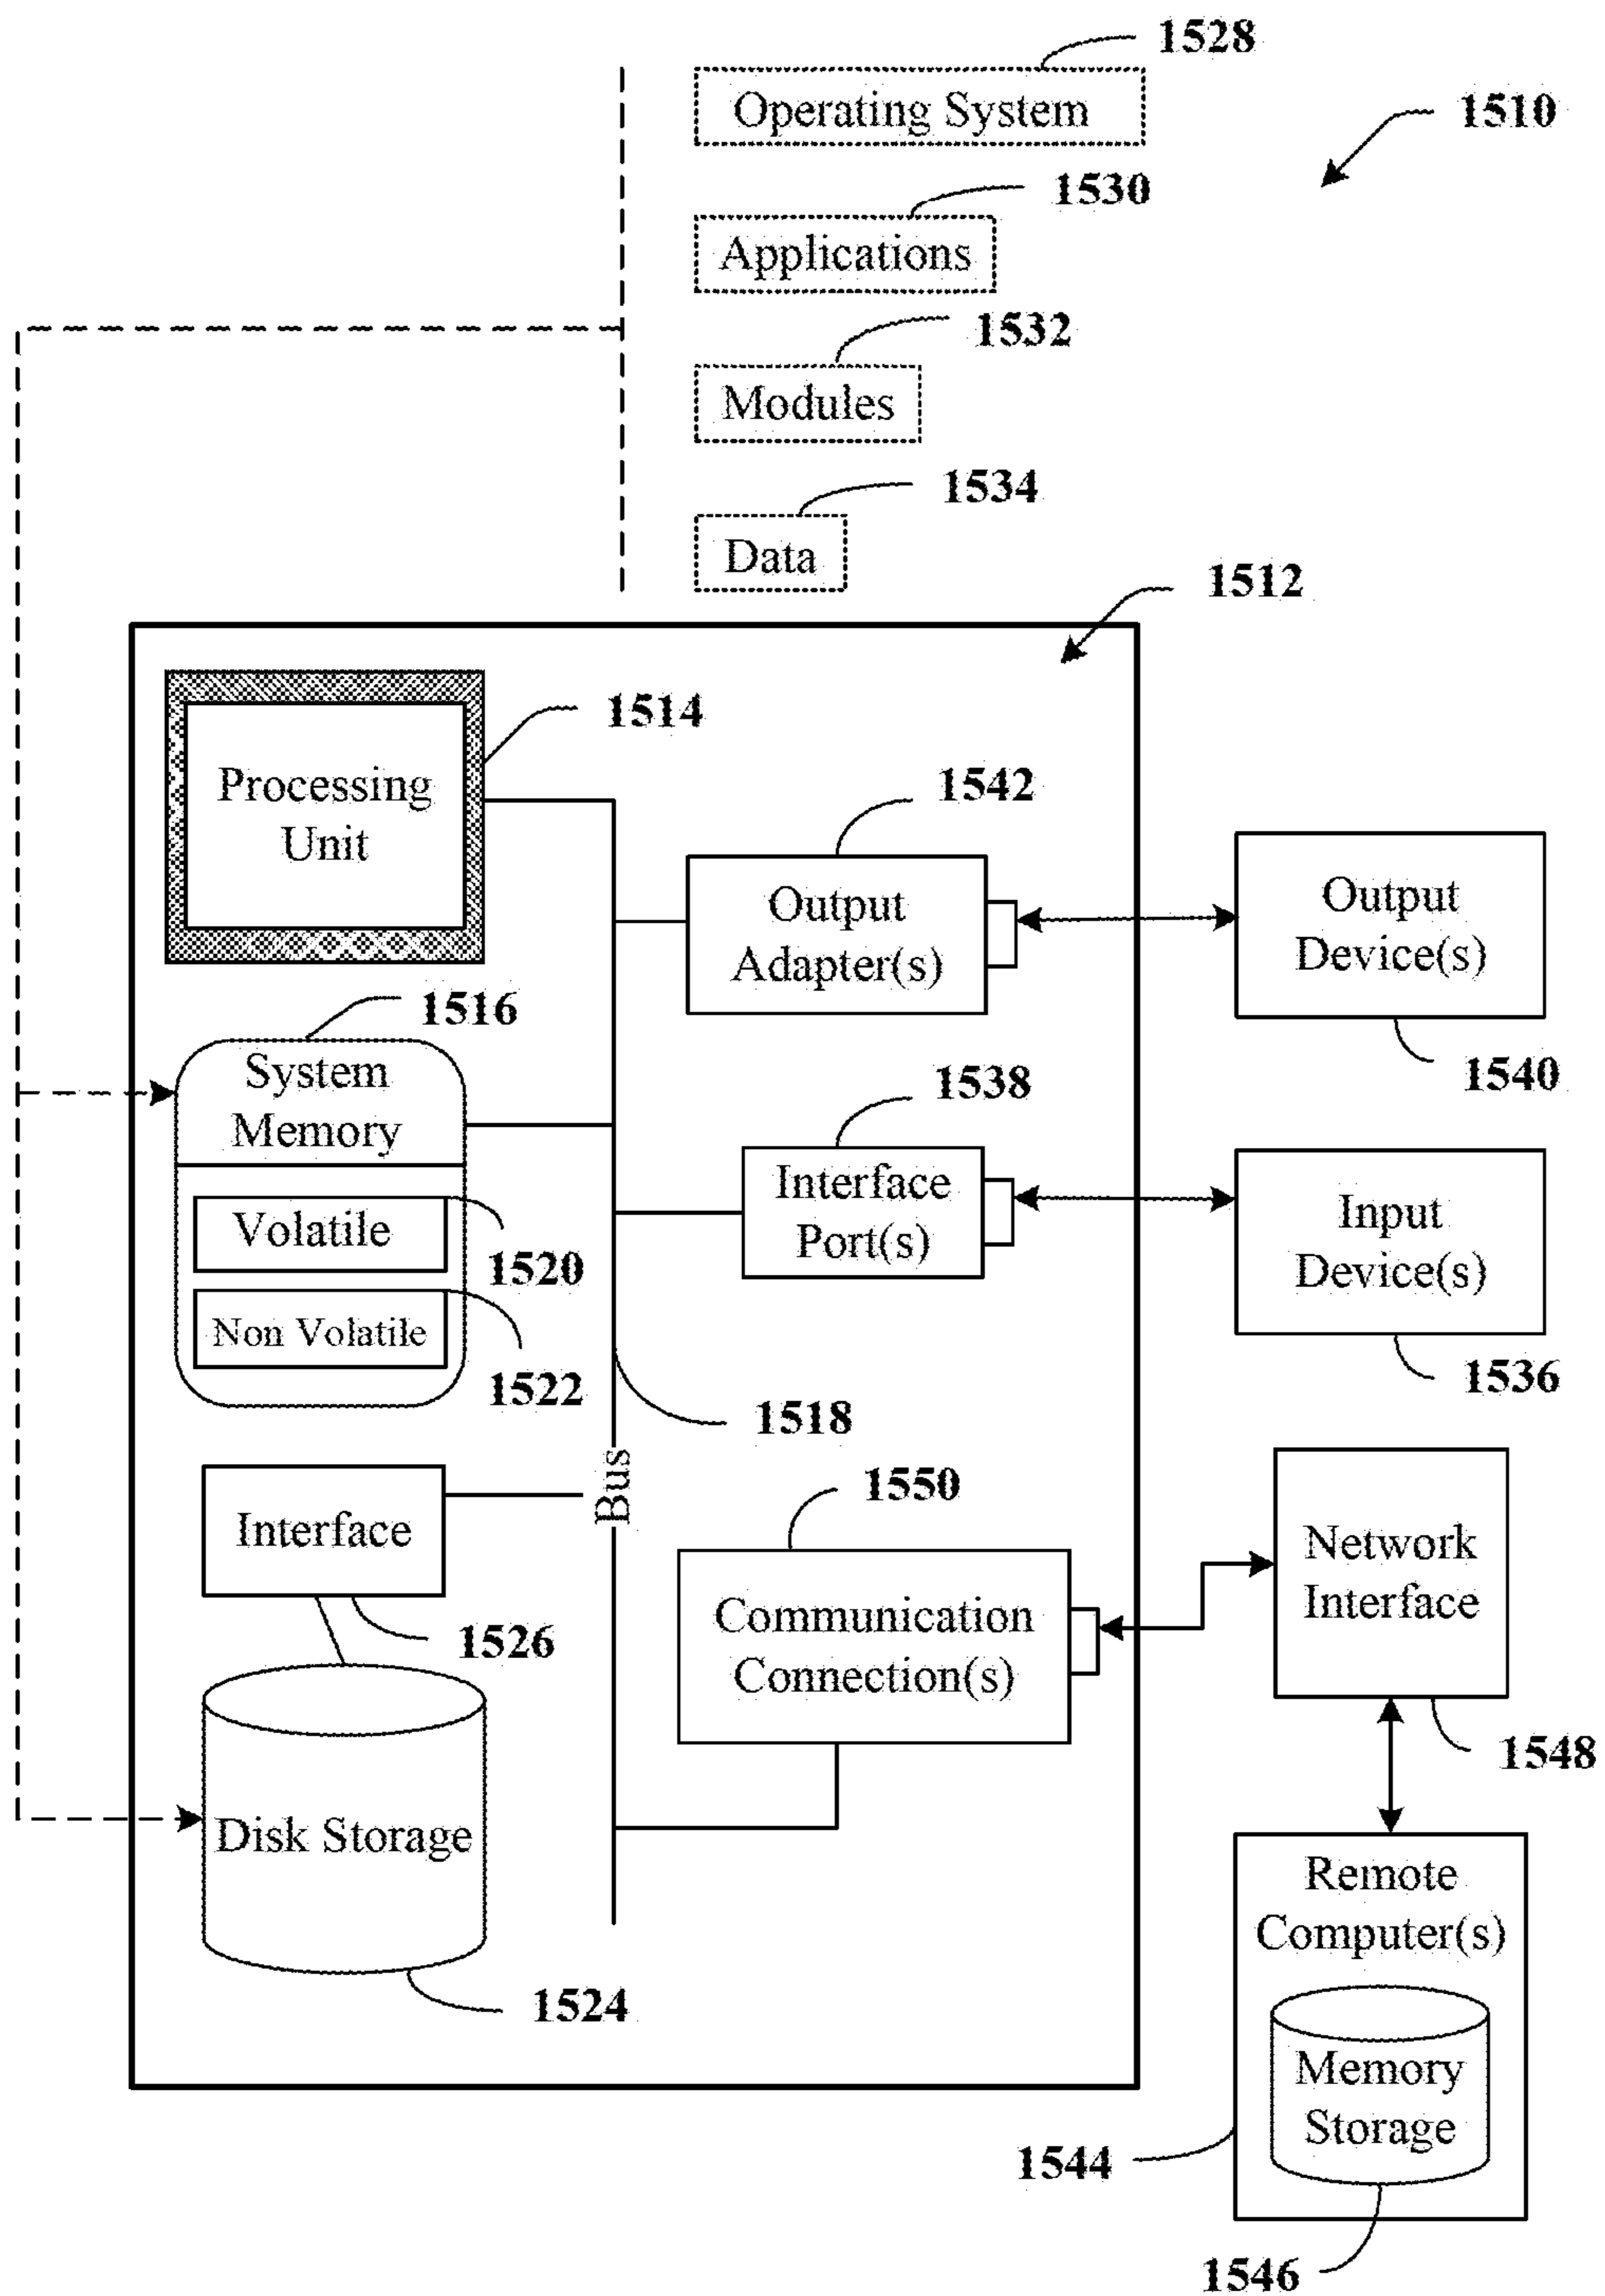 1528
Operating System
1510
1530
Applications
1532
Modules
1534
Data
1512
1514
Processing
Unit
1542
Output
Adapter(s)
Output
Device(s)
1540
1516
System
Memory
1538
Interface
Port(s)
Input
Device(s)
1536
Volatile
1520
Non Volatile
1522
1518
Bus
Interface
1526
1550
Communication
Connection(s)
Network
Interface
1548
Disk Storage
1524
Remote
Computer(s)
Memory
Storage
1544
1546